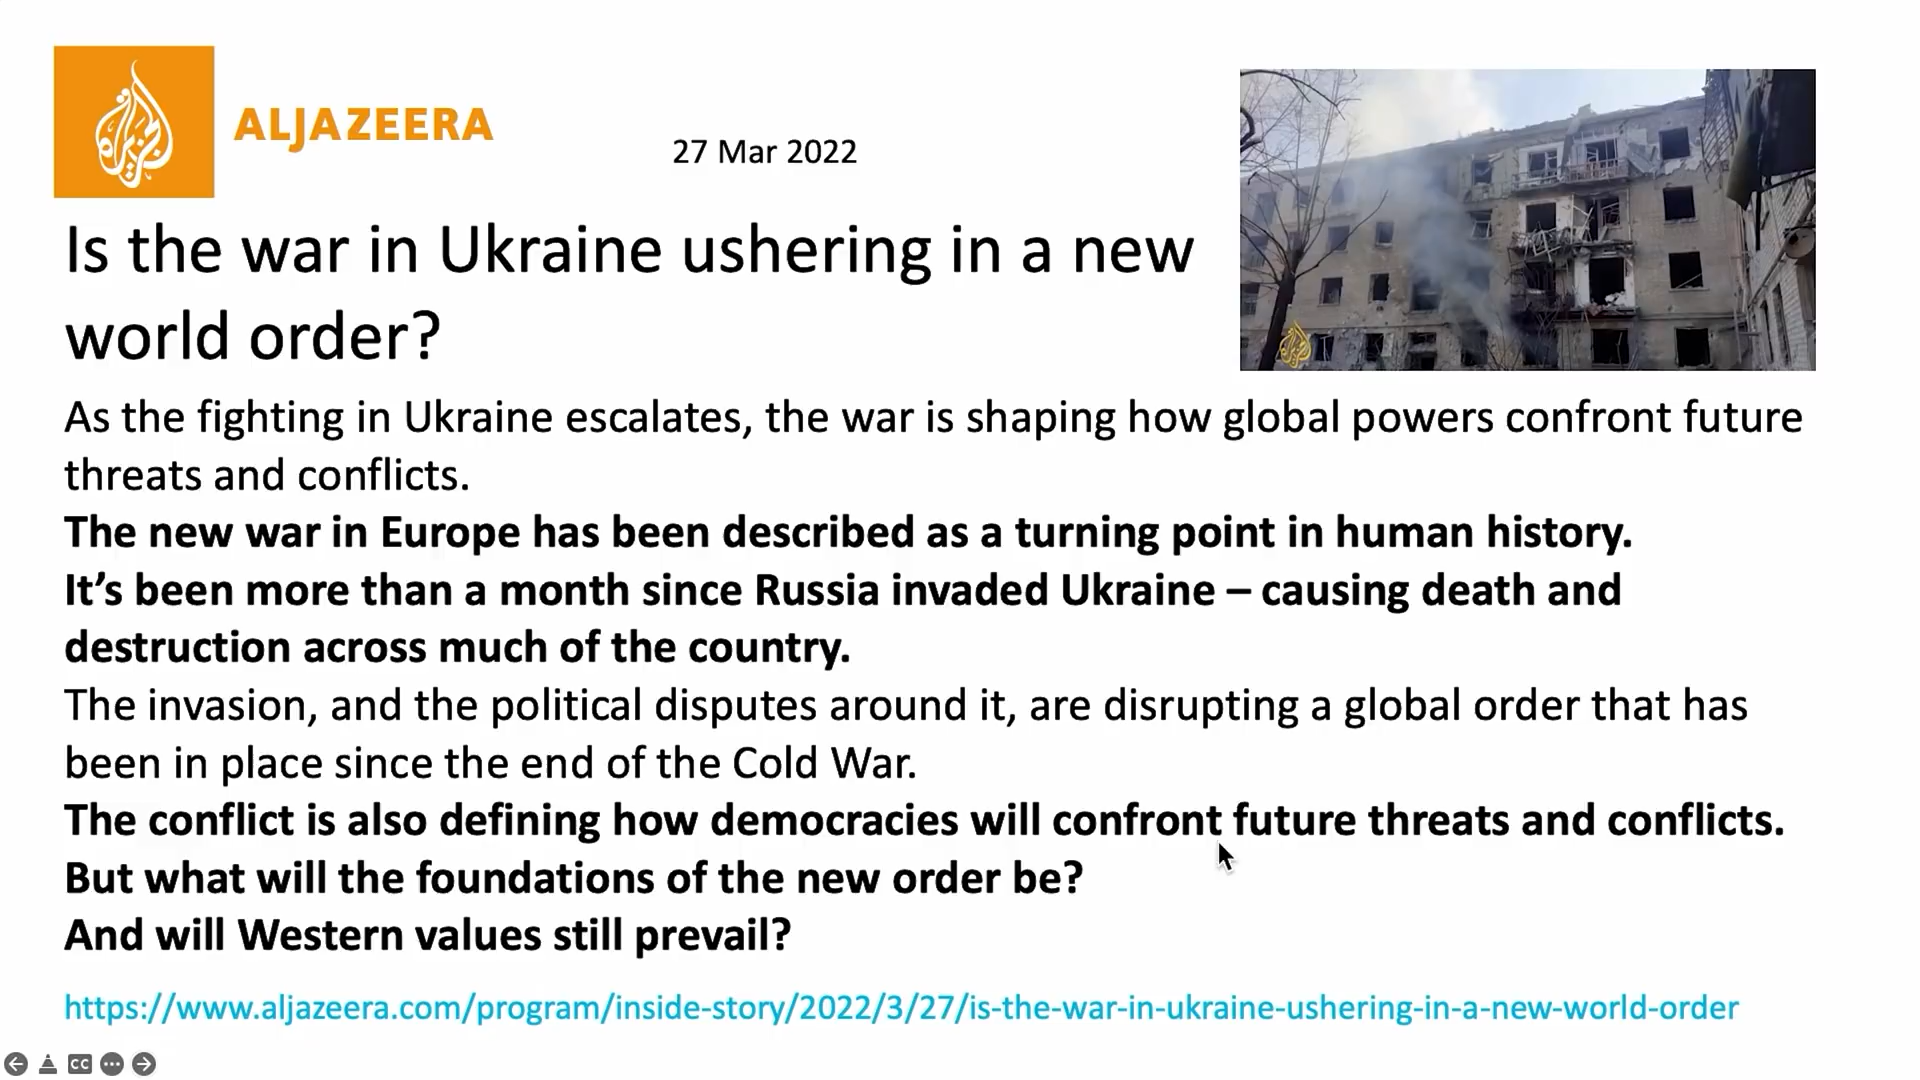 ALJAZEERA
27 Mar 2022
Is the war in Ukraine ushering in a new
world order?
As the fighting in Ukraine escalates, the war is shaping how global powers confront future
threats and conflicts.
The new war in Europe has been described as a turning point in human history.
It’s been more than a month since Russia invaded Ukraine – causing death and
destruction across much of the country.
The invasion, and the political disputes around it, are disrupting a global order that has
been in place since the end of the Cold War.
The conflict is also defining how democracies will confront future threats and conflicts.
But what will the foundations of the new order be?
And will Western values still prevail?
https://www.aljazeera.com/program/inside-story/2022/3/27/is-the-war-in-ukraine-ushering-in-a-new-world-order
CC